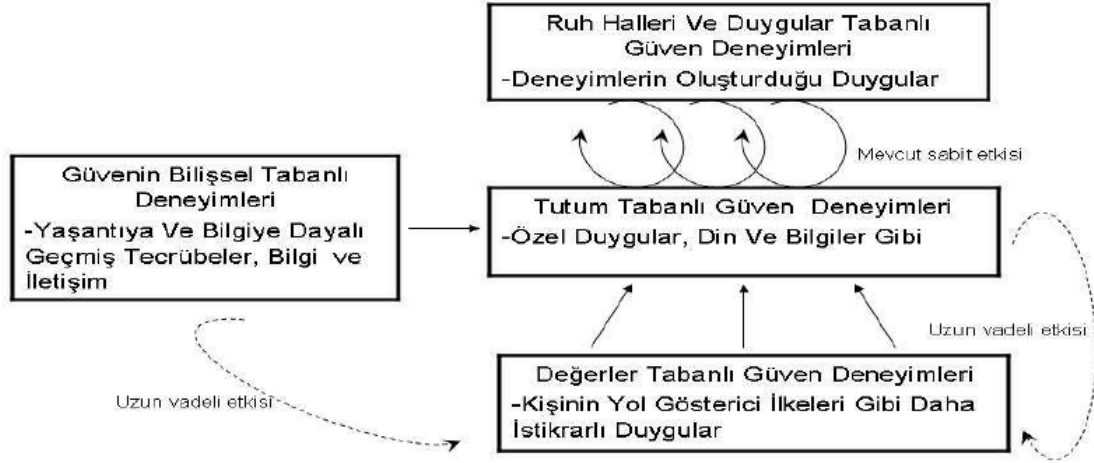 Ruh Halleri Ve Duygular Tabanlı
Güven Deneyimleri
-Deneyimlerin Oluşturduğu Duygular
Mevcut sabit etkisi
Güvenin Bilişsel Tabanlı
Deneyimleri
-Yaşantıya Ve Bilgiye Dayalı
Geçmiş Tecrübeler, Bilgi ve
İletişim
Tutum Tabanlı Güven Deneyimleri
-Özel Duygular, Din Ve Bilgiler Gibi
Uzun vadeli etkisi
Değerler Tabanlı Güven Deneyimleri
-Kişinin Yol Gösterici İlkeleri Gibi Daha
İstikrarlı Duygular
Uzun vadeli etkisi